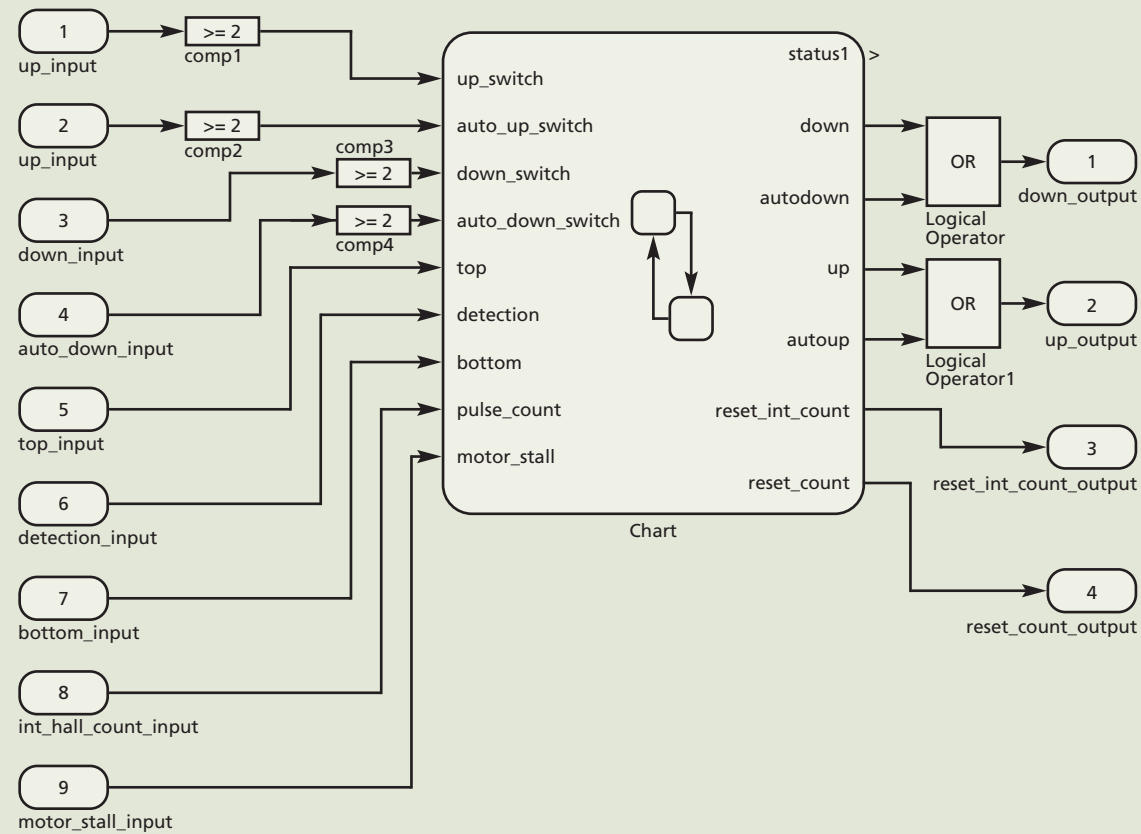 1
up_input
>= 2
comp1
2
up_input
>= 2
comp2
3
down_input
comp3
>= 2
4
auto_down_input
>= 2
comp4
5
top_input
6
detection_input
7
bottom_input
8
int_hall_count_input
9
motor_stall_input
up_switch
auto_up_switch
down_switch
auto_down_switch
top
detection
bottom
pulse_count
motor_stall
status1 >
down
autodown
up
autoup
reset_int_count
reset_count
Chart
OR
Logical
Operator
OR
Logical
Operator1
1
down_output
2
up_output
3
reset_int_count_output
4
reset_count_output